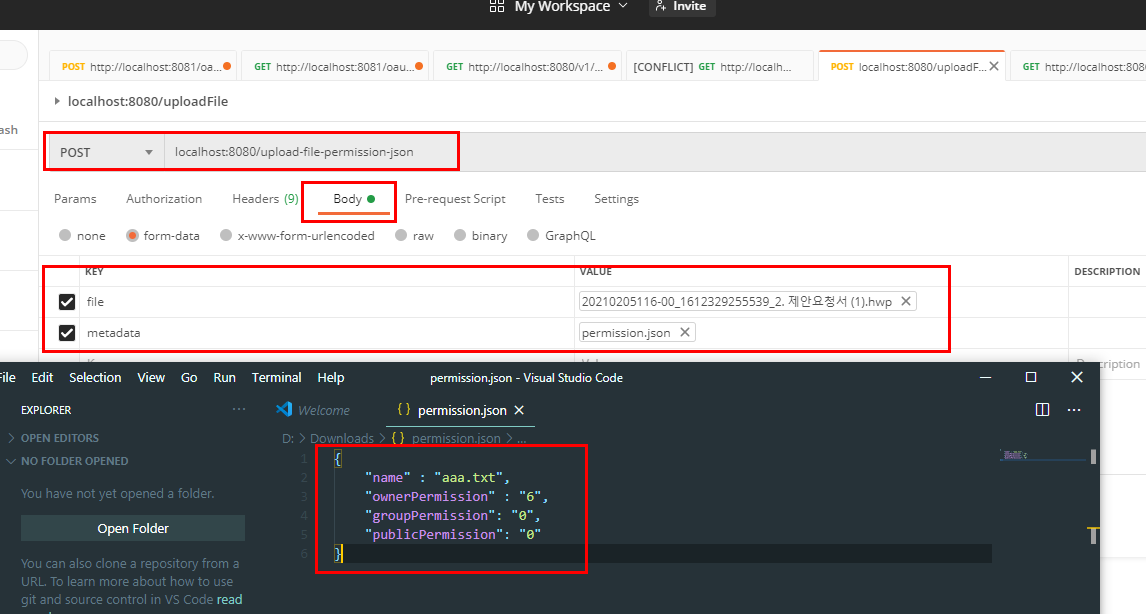 My Workspace Invite
POST http://localhost:8081/oa... GET http://localhost:8081/oau... GET http://localhost:8080/v1/... [CONFLICT] GET http://localh... POST localhost:8080/uploadF... GET http://localhost:808
localhost:8080/uploadFile
ash
POST localhost:8080/upload-file-permission-json
Params Authorization Headers (9) Body Pre-request Script Tests Settings
none form-data x-www-form-urlencoded raw binary GraphQL
KEY VALUE DESCRIPTION
file 20210205116-00_1612329255539_2. 제안요청서 (1).hwp
metadata permission.json
Description
File Edit Selection View Go Run Terminal Help permission.json - Visual Studio Code
EXPLORER ... Welcome {} permission.json ...
OPEN EDITORS D: > Downloads > {} permission.json > ...
NO FOLDER OPENED
1 {
2 "name" : "aaa.txt",
3 "ownerPermission" : "6",
4 "groupPermission": "0",
5 "publicPermission": "0"
6 }
You have not yet opened a folder.
Open Folder
You can also clone a repository from a
URL. To learn more about how to use
git and source control in VS Code read